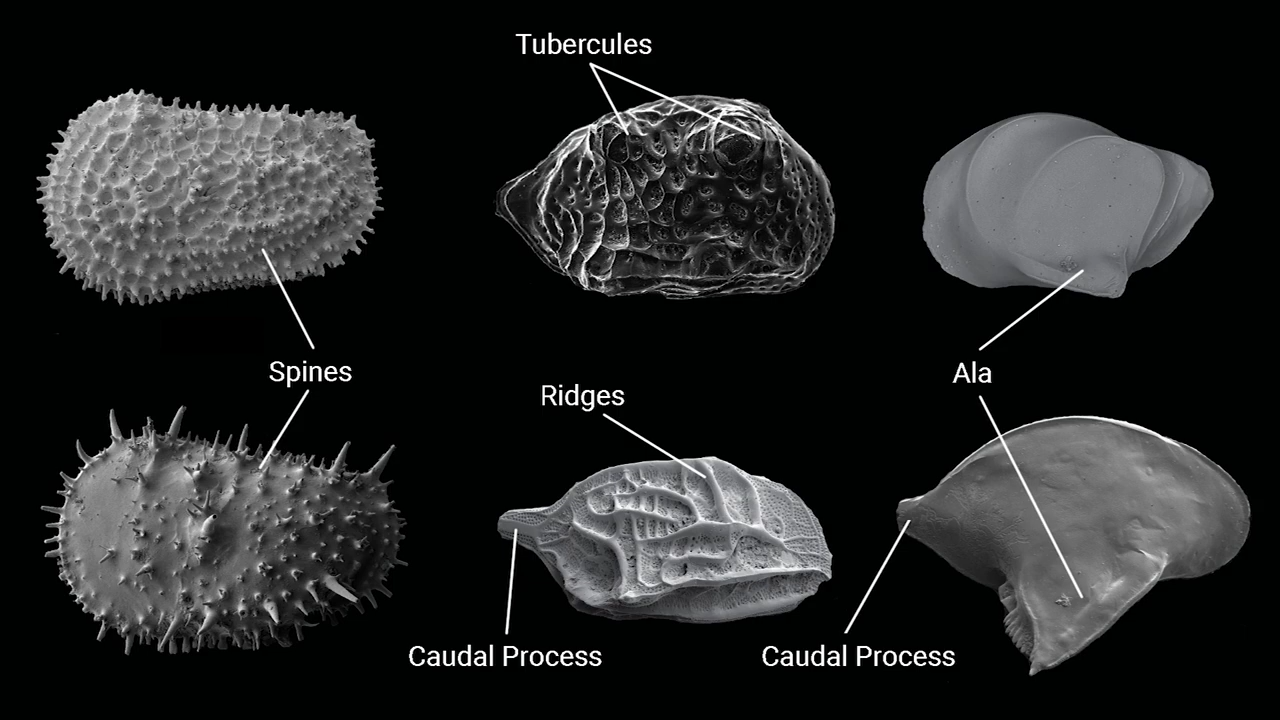 Tubercules
Spines
Ala
Ridges
Caudal Process
Caudal Process